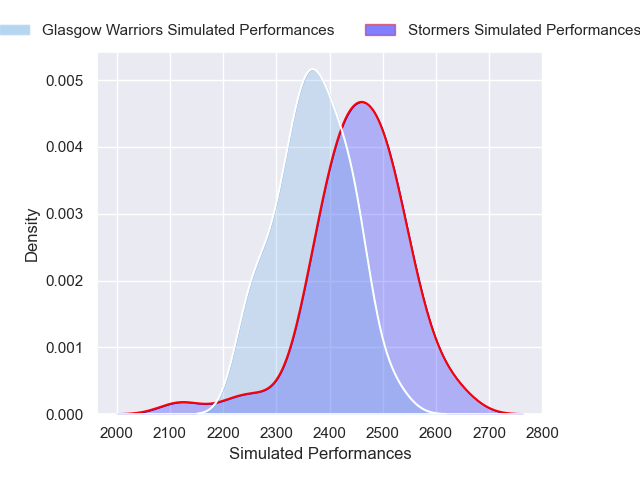 Glasgow Warriors Simulated Performances
Stormers Simulated Performances
0.005
0.004
0.003
0.002
0.001
0.000
Density
2000 2100 2200 2300 2400 2500 2600 2700 2800
Simulated Performances